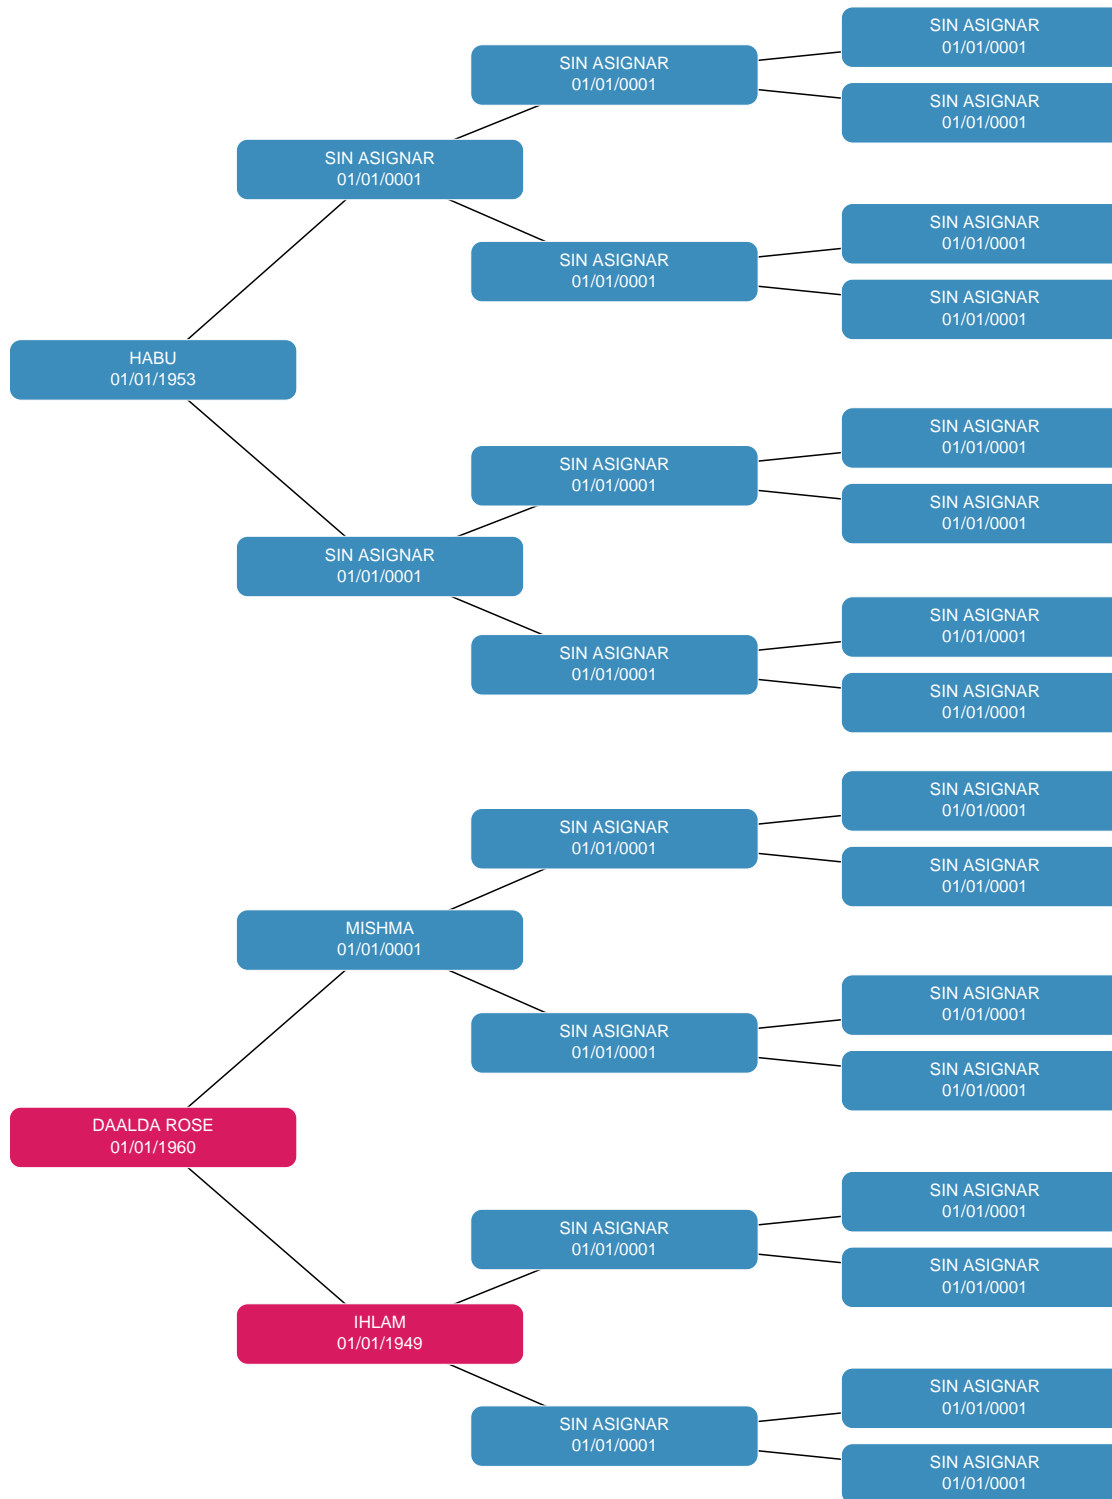 SIN ASIGNAR
01/01/0001
SIN ASIGNAR
01/01/0001
SIN ASIGNAR
01/01/0001
SIN ASIGNAR
01/01/0001
SIN ASIGNAR
01/01/0001
SIN ASIGNAR
01/01/0001
SIN ASIGNAR
01/01/0001
HABU
01/01/1953
SIN ASIGNAR
01/01/0001
SIN ASIGNAR
01/01/0001
SIN ASIGNAR
01/01/0001
SIN ASIGNAR
01/01/0001
SIN ASIGNAR
01/01/0001
SIN ASIGNAR
01/01/0001
SIN ASIGNAR
01/01/0001
SIN ASIGNAR
01/01/0001
SIN ASIGNAR
01/01/0001
SIN ASIGNAR
01/01/0001
MISHMA
01/01/0001
SIN ASIGNAR
01/01/0001
SIN ASIGNAR
01/01/0001
SIN ASIGNAR
01/01/0001
DAALDA ROSE
01/01/1960
SIN ASIGNAR
01/01/0001
SIN ASIGNAR
01/01/0001
SIN ASIGNAR
01/01/0001
IHLAM
01/01/1949
SIN ASIGNAR
01/01/0001
SIN ASIGNAR
01/01/0001
SIN ASIGNAR
01/01/0001